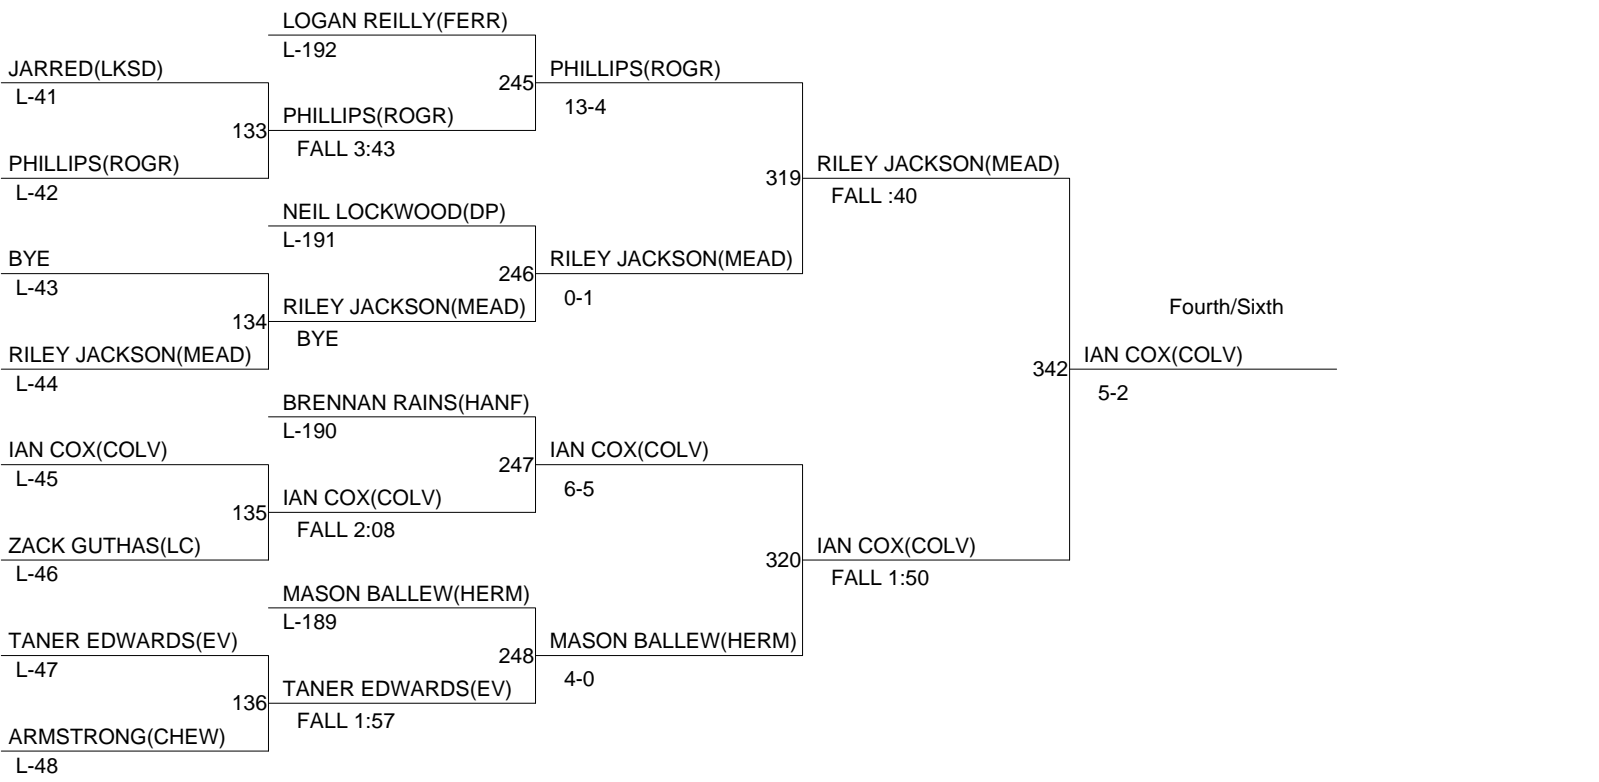 LOGAN REILLY(FERR)
L-192
JARRED(LKSD)
L-41
245
PHILLIPS(ROGR)
13-4
133
PHILLIPS(ROGR)
FALL 3:43
PHILLIPS(ROGR)
L-42
319
RILEY JACKSON(MEAD)
FALL :40
NEIL LOCKWOOD(DP)
L-191
BYE
L-43
246
RILEY JACKSON(MEAD)
0-1
134
RILEY JACKSON(MEAD)
BYE
Fourth/Sixth
RILEY JACKSON(MEAD)
L-44
342
IAN COX(COLV)
5-2
BRENNAN RAINS(HANF)
L-190
IAN COX(COLV)
L-45
247
IAN COX(COLV)
6-5
135
IAN COX(COLV)
FALL 2:08
ZACK GUTHAS(LC)
L-46
320
IAN COX(COLV)
FALL 1:50
MASON BALLEW(HERM)
L-189
TANER EDWARDS(EV)
L-47
248
MASON BALLEW(HERM)
4-0
136
TANER EDWARDS(EV)
FALL 1:57
ARMSTRONG(CHEW)
L-48